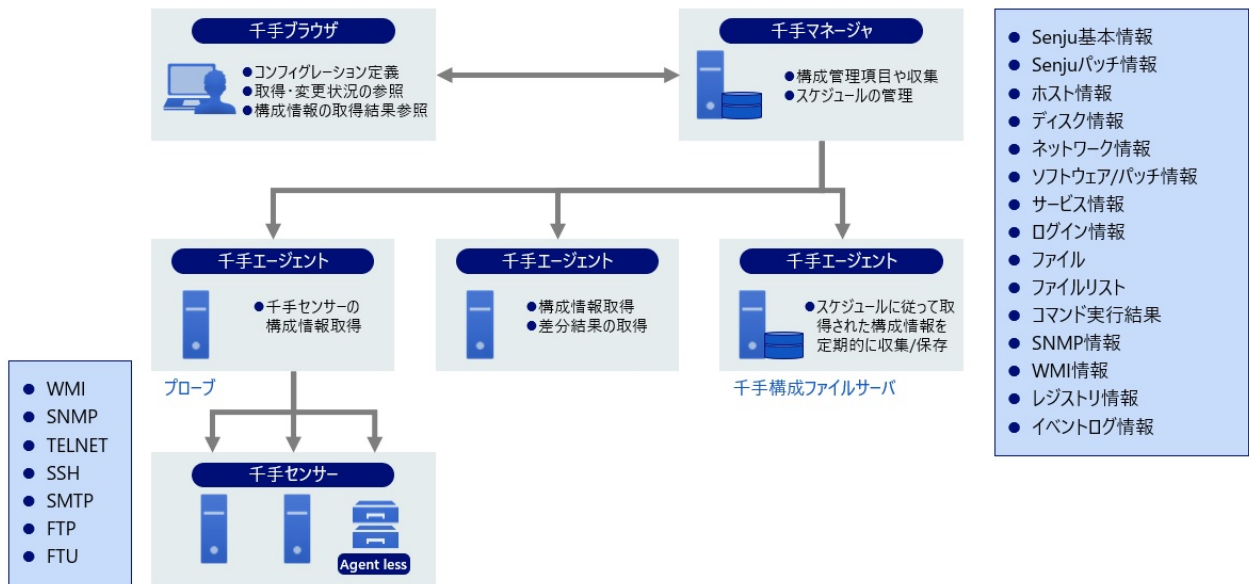 千手ブラウザ
●コンフィグレーション定義
●取得・変更状況の参照
●構成情報の取得結果参照
千手マネージャ
●構成管理項目や収集
●スケジュールの管理
千手エージェント
●千手センサーの
構成情報取得
プローブ
千手エージェント
●構成情報取得
●差分結果の取得
千手エージェント
●スケジュールに従って取
得された構成情報を
定期的に収集/保存
千手構成ファイルサーバ
千手センサー
Agent less
● WMI
● SNMP
● TELNET
● SSH
● SMTP
● FTP
● FTU
● Senju基本情報
● Senjuパッチ情報
● ホスト情報
● ディスク情報
● ネットワーク情報
● ソフトウェア/パッチ情報
● サービス情報
● ログイン情報
● ファイル
● ファイルリスト
● コマンド実行結果
● SNMP情報
● WMI情報
● レジストリ情報
● イベントログ情報